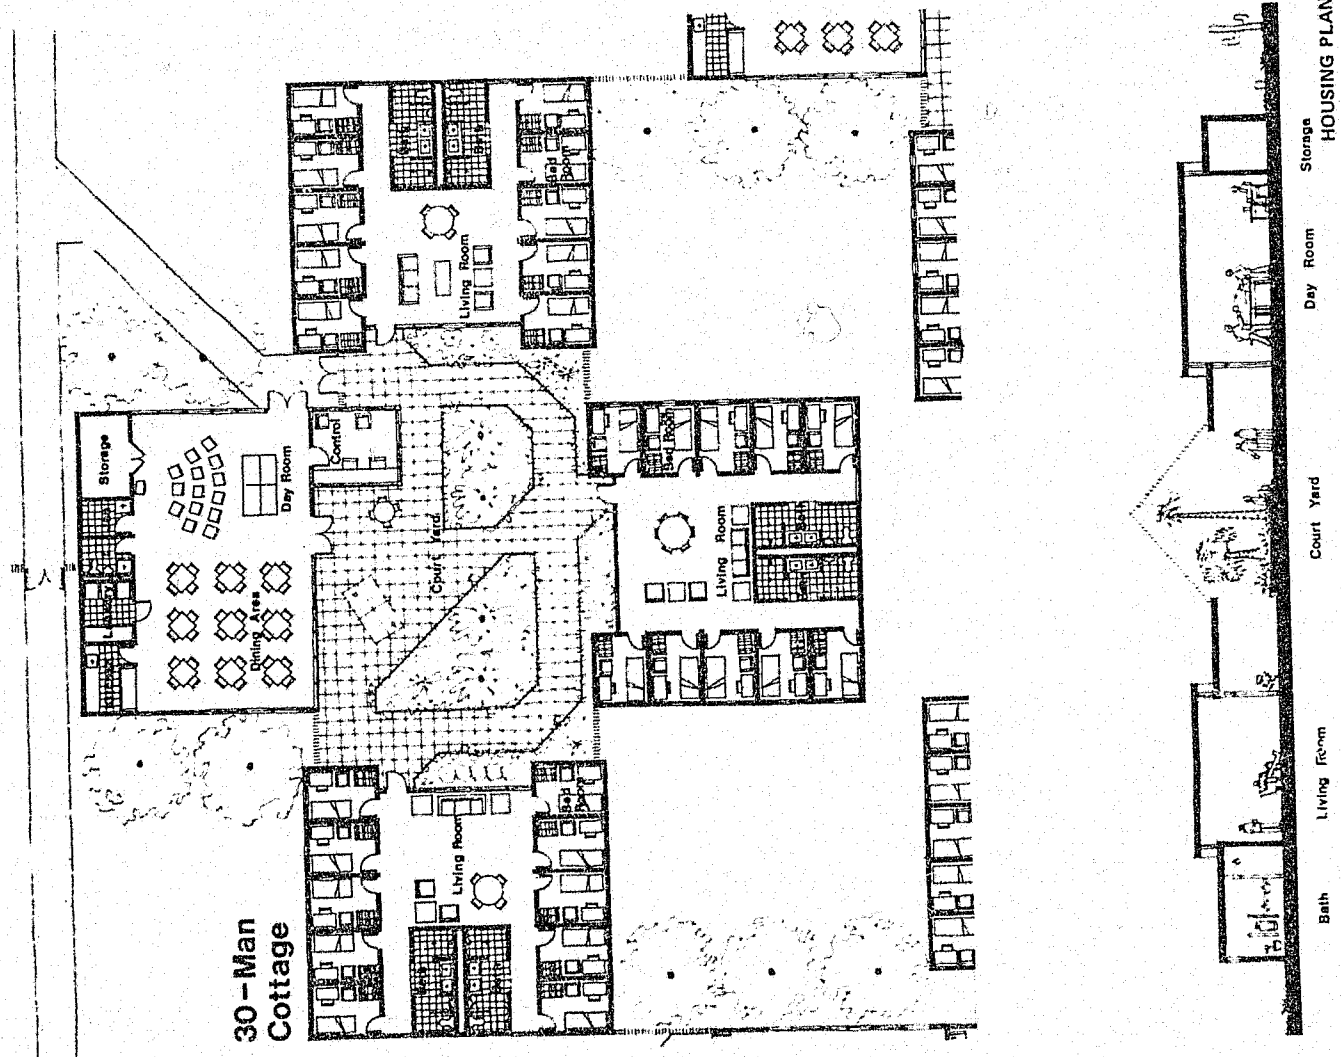 30-Man
Cottage
Storage
Laundry
Dining Area
Day Room
Control
Court Yard
Living Room
Bed
Room
Bath
Bath
Living Room
Bed Room
Bath
Living Room
Bed
Room
Bath
Living Room
Court Yard
Day Room
Storage
HOUSING PLAN